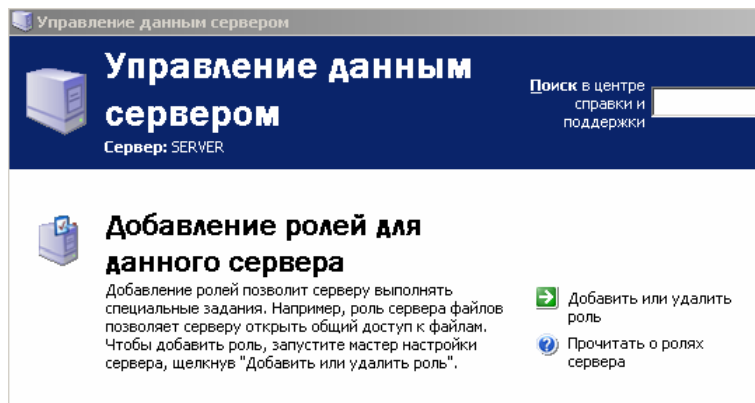 Управление данным сервером
Управление данным
сервером
Сервер: SERVER
Поиск в центре
справки и
поддержки
Добавление ролей для
данного сервера
Добавление ролей позволит серверу выполнять
специальные задания. Например, роль сервера файлов
позволяет серверу открыть общий доступ к файлам.
Чтобы добавить роль, запустите мастер настройки
сервера, щелкнув "Добавить или удалить роль".
Добавить или удалить
роль
Прочитать о ролях
сервера